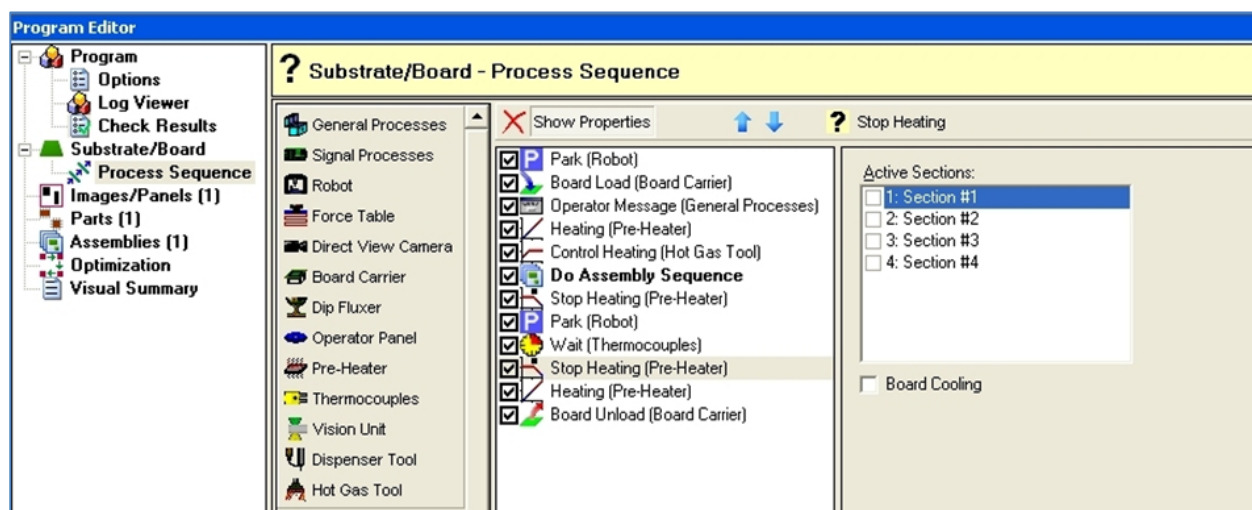 Program Editor
Program
Options
Log Viewer
Check Results
Substrate/Board
Process Sequence
Images/Panels (1)
Parts (1)
Assemblies (1)
Optimization
Visual Summary
? Substrate/Board - Process Sequence
General Processes
Signal Processes
Robot
Force Table
Direct View Camera
Board Carrier
Dip Fluxer
Operator Panel
Pre-Heater
Thermocouples
Vision Unit
Dispenser Tool
Hot Gas Tool
Show Properties
? Stop Heating
P Park (Robot)
Board Load (Board Carrier)
Operator Message (General Processes)
Heating (Pre-Heater)
Control Heating (Hot Gas Tool)
Do Assembly Sequence
Stop Heating (Pre-Heater)
P Park (Robot)
Wait (Thermocouples)
Stop Heating (Pre-Heater)
Heating (Pre-Heater)
Board Unload (Board Carrier)
Active Sections:
1: Section #1
2: Section #2
3: Section #3
4: Section #4
Board Cooling